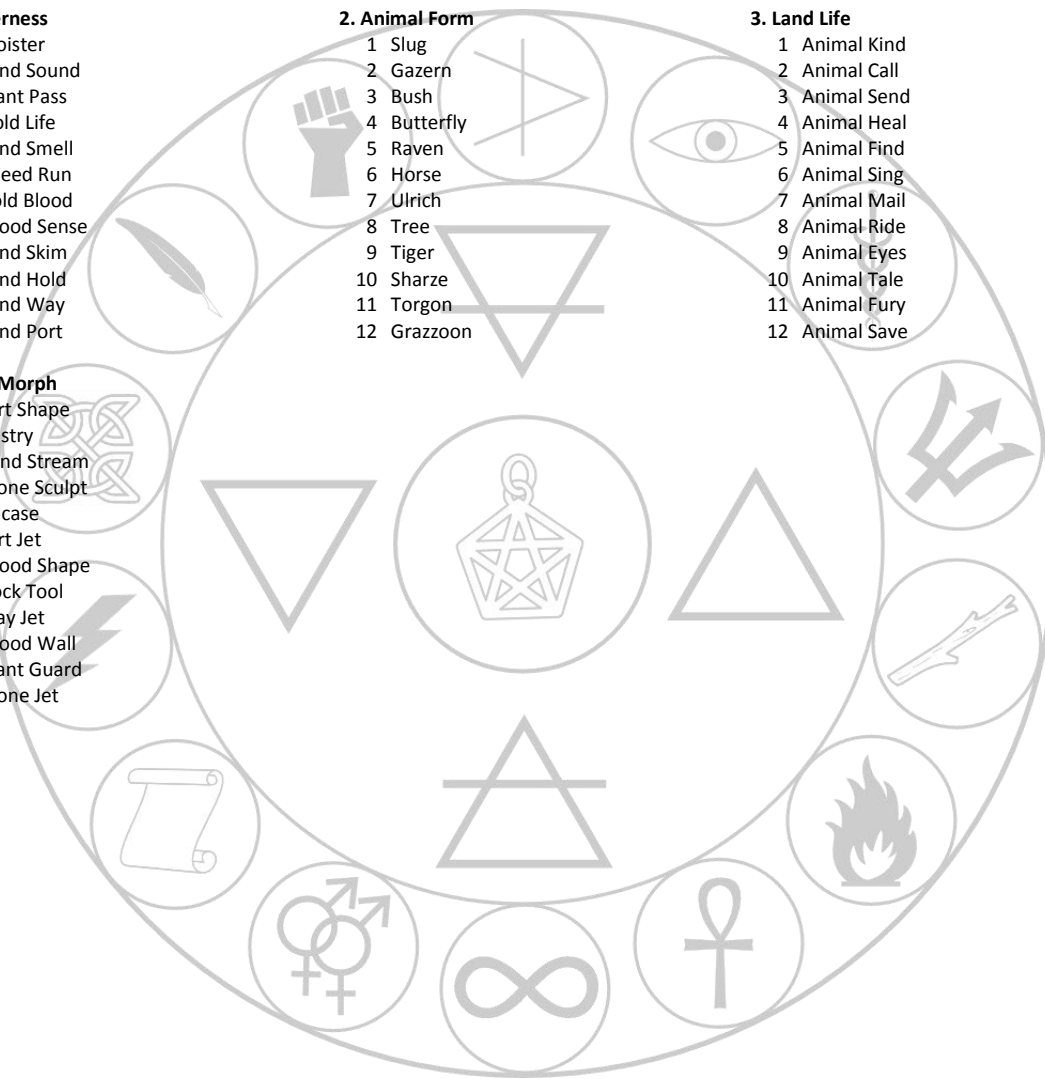 erness
oister
nd Sound
ant Pass
old Life
nd Smell
eed Run
old Blood
ood Sense
nd Skim
nd Hold
nd Way
nd Port
2. Animal Form
1 Slug
2 Gazern
3 Bush
4 Butterfly
5 Raven
6 Horse
7 Ulrich
8 Tree
9 Tiger
10 Sharze
11 Torgon
12 Grazzoon
3. Land Life
1 Animal Kind
2 Animal Call
3 Animal Send
4 Animal Heal
5 Animal Find
6 Animal Sing
7 Animal Mail
8 Animal Ride
9 Animal Eyes
10 Animal Tale
11 Animal Fury
12 Animal Save
Morph
rt Shape
stry
nd Stream
one Sculpt
case
rt Jet
ood Shape
ock Tool
ay Jet
ood Wall
ant Guard
one Jet